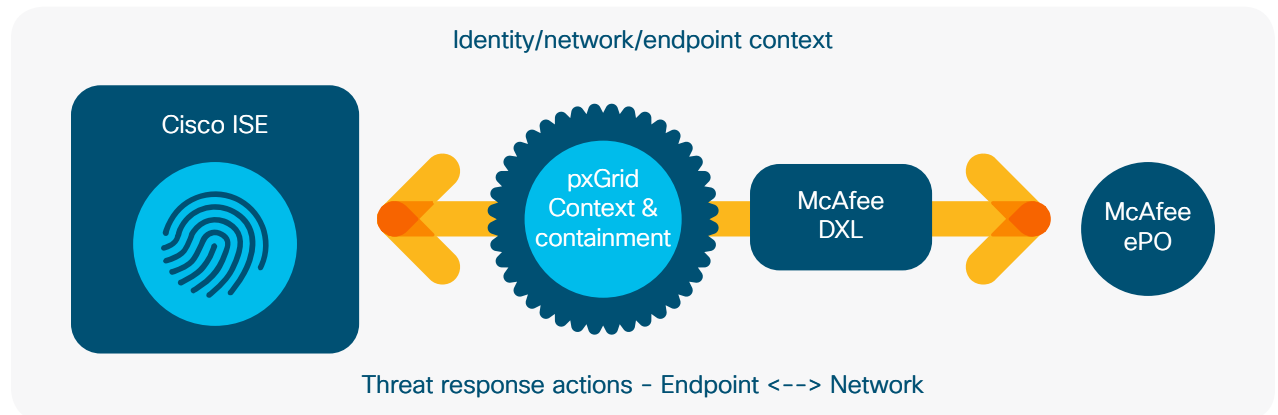 Identity/network/endpoint context
Cisco ISE
pxGrid
Context &
containment
McAfee
DXL
McAfee
ePO
Threat response actions - Endpoint <--> Network